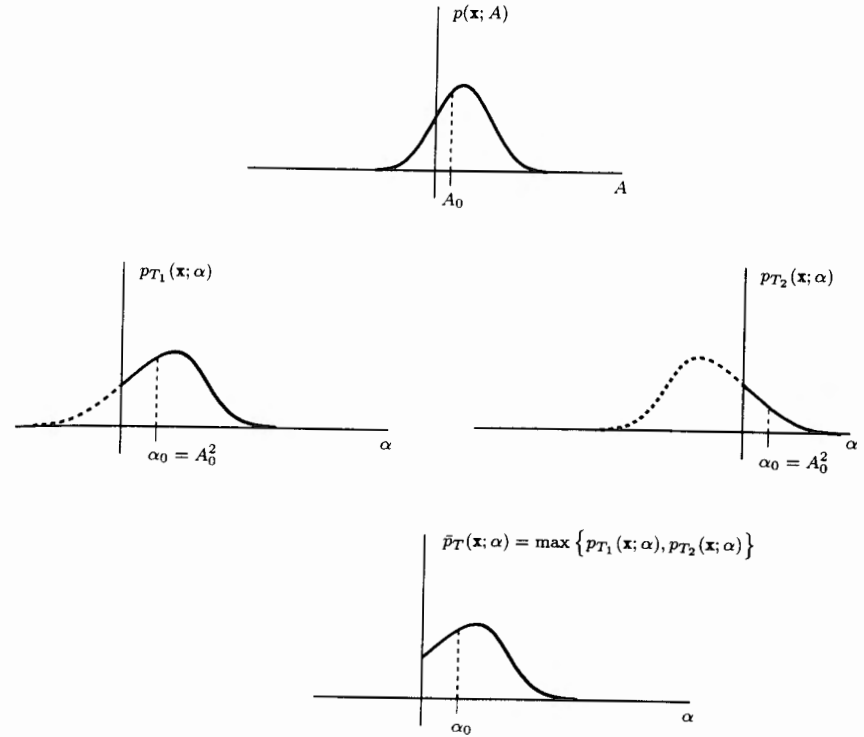 p(𝐱; A)
A
A₀
p_{T₁}(𝐱; α)
p_{T₂}(𝐱; α)
α
α
α₀ = A₀²
α₀ = A₀²
p̄_T(𝐱; α) = max { p_{T₁}(𝐱; α), p_{T₂}(𝐱; α) }
α₀
α